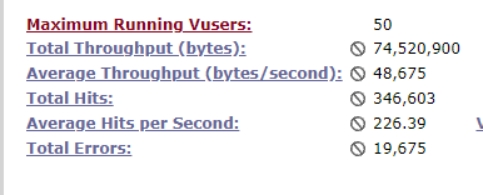 Maximum Running Vusers: 50
Total Throughput (bytes): 74,520,900
Average Throughput (bytes/second): 48,675
Total Hits: 346,603
Average Hits per Second: 226.39
Total Errors: 19,675